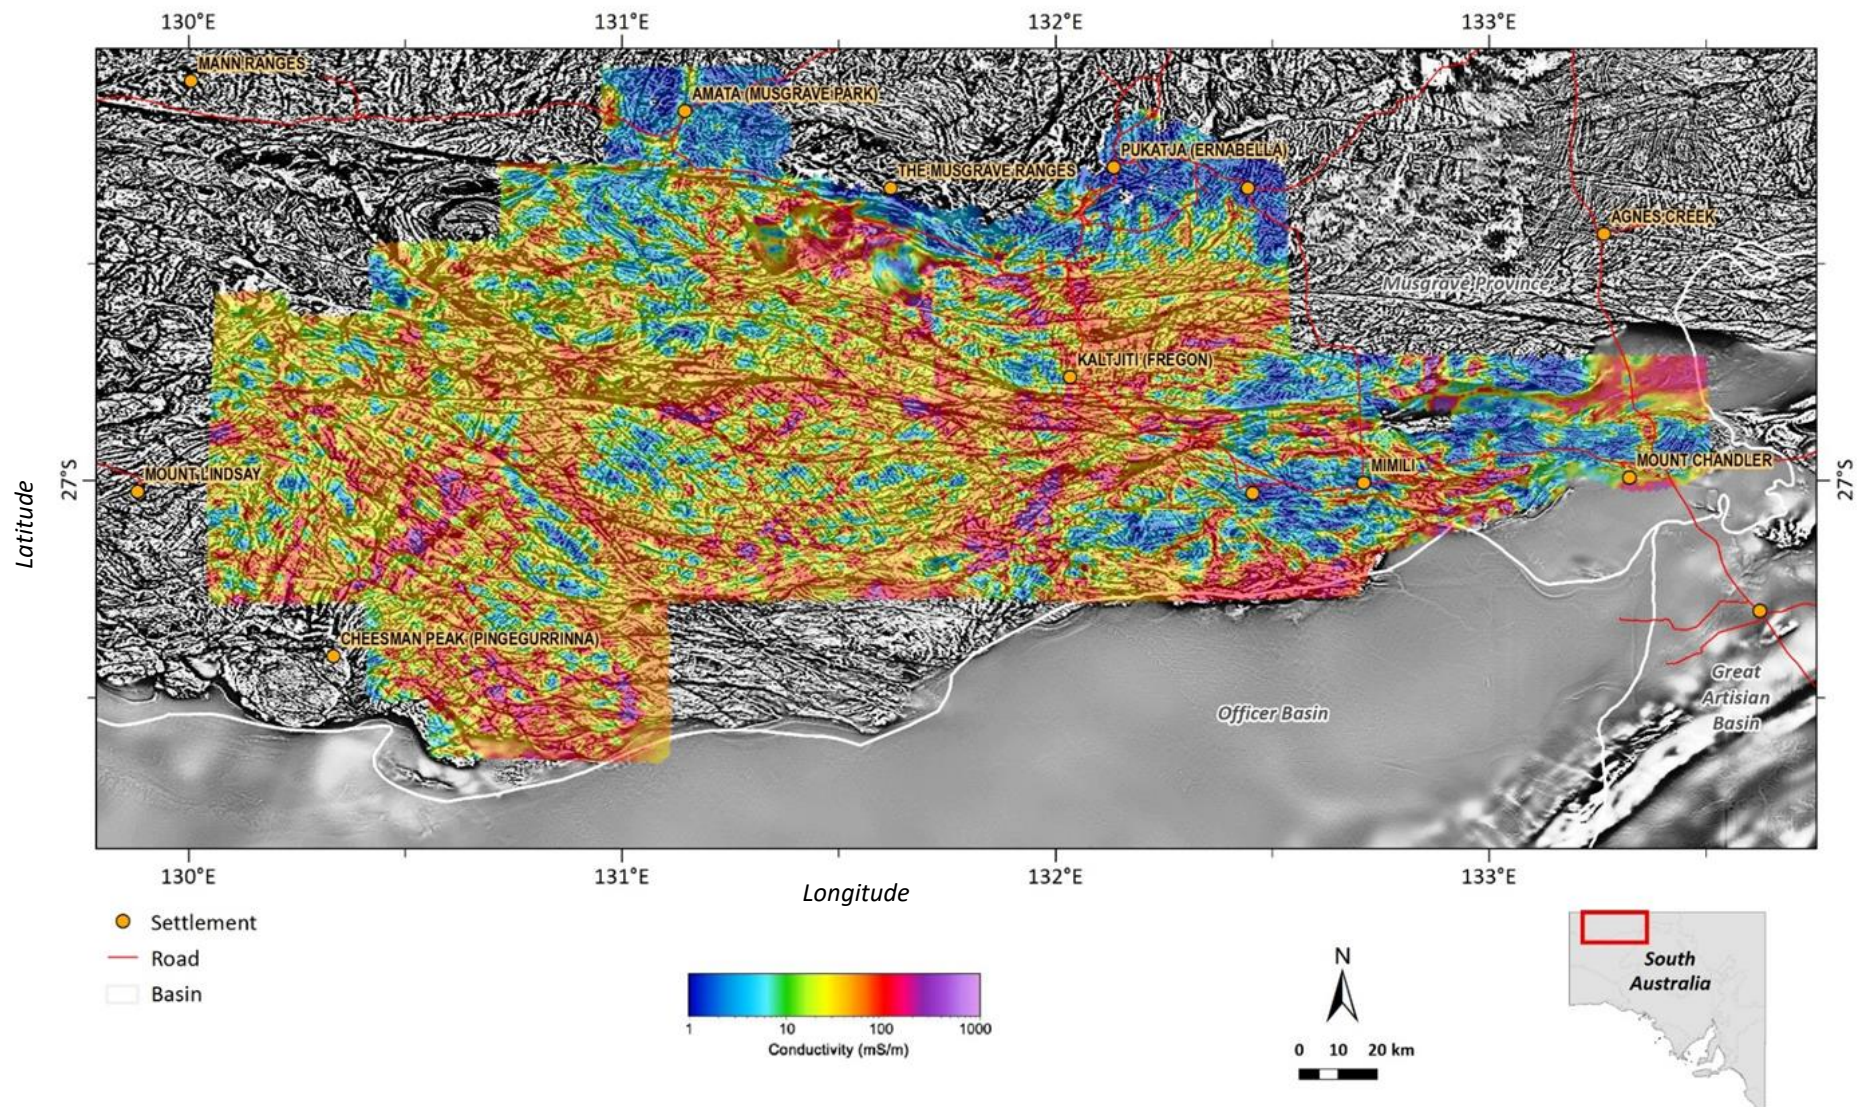 130°E
131°E
132°E
133°E
MANN RANGES
AMATA (MUSGRAVE PARK)
PUKATJA (ERNABELLA)
THE MUSGRAVE RANGES
AGNES CREEK
Musgrave Province
KALTJITI (FREGON)
MOUNT LINDSAY
MIMILI
MOUNT CHANDLER
27°S
27°S
Latitude
CHEESMAN PEAK (PINGEGURRINNA)
Officer Basin
Great
Artisian
Basin
130°E
131°E
132°E
133°E
Longitude
Settlement
Road
Basin
1
10
100
1000
Conductivity (mS/m)
N
0 10 20 km
South
Australia